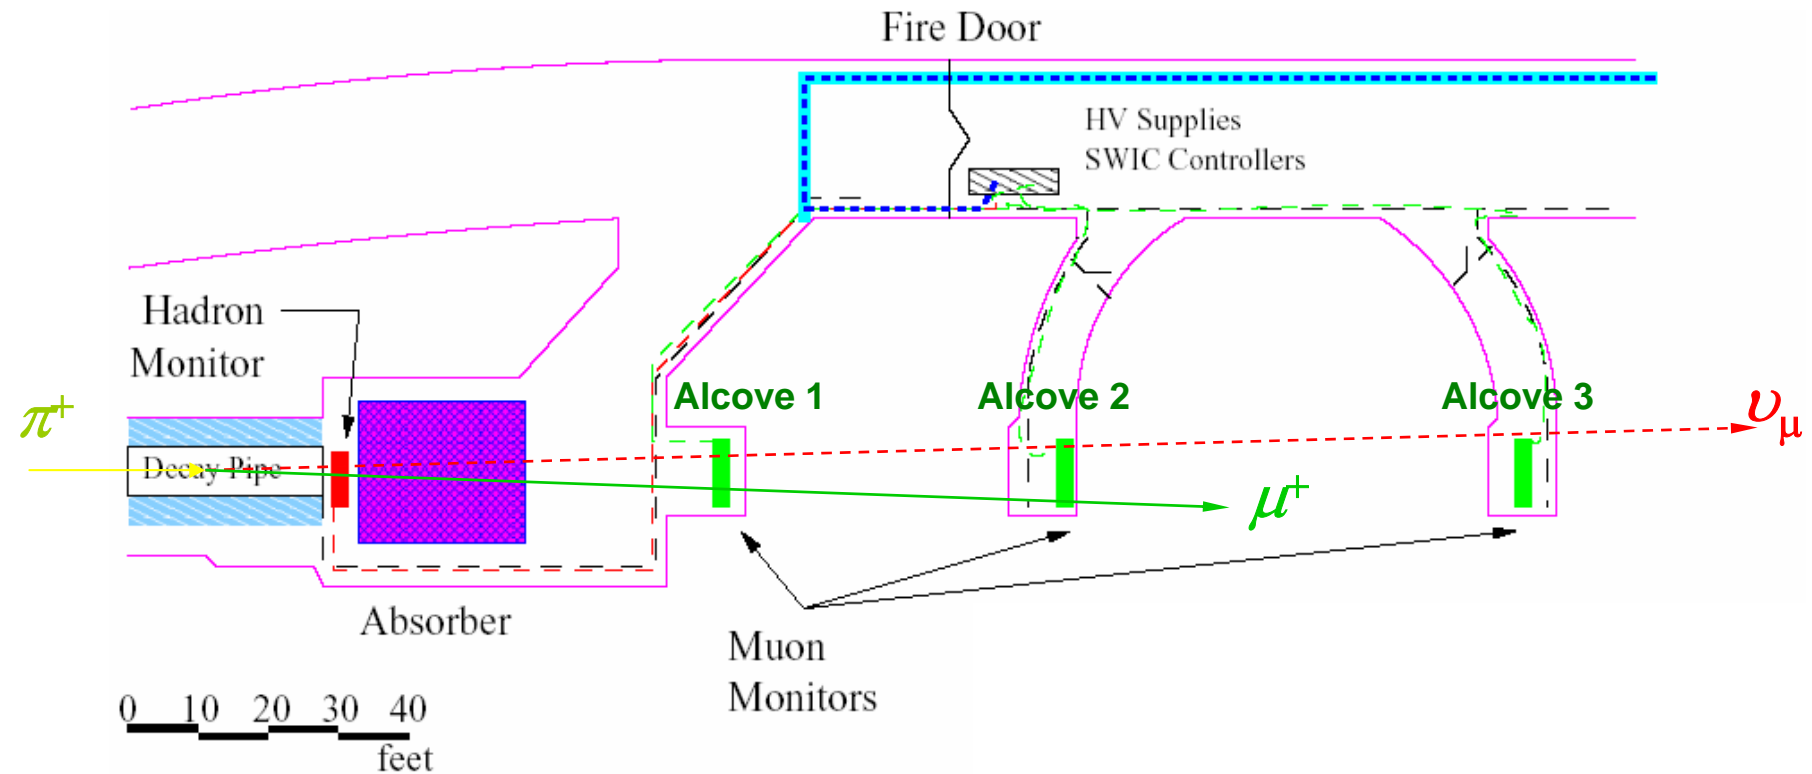 Fire Door
HV Supplies
SWIC Controllers
Hadron
Monitor
Alcove 1
Alcove 2
Alcove 3
π+
υμ
Decay Pipe
μ+
Absorber
Muon
Monitors
0 10 20 30 40
feet